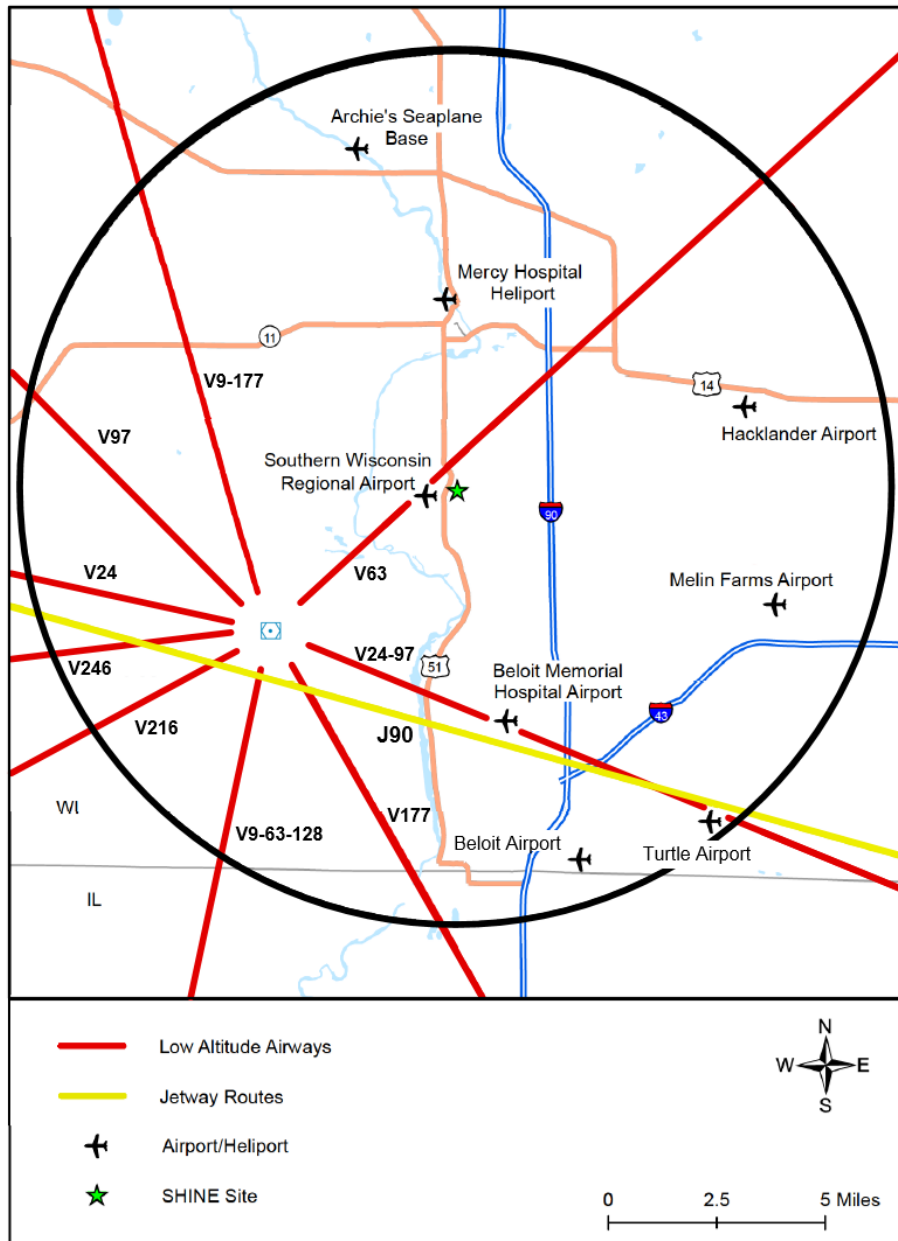 Archie's Seaplane
Base
Mercy Hospital
Heliport
11
V9-177
14
V97
Hacklander Airport
Southern Wisconsin
Regional Airport
90
V24
V63
Melin Farms Airport
V24-97
V246
51
Beloit Memorial
Hospital Airport
43
V216
J90
WI
V177
V9-63-128
Beloit Airport
Turtle Airport
IL
Low Altitude Airways
Jetway Routes
Airport/Heliport
SHINE Site
N
W E
S
0 2.5 5 Miles